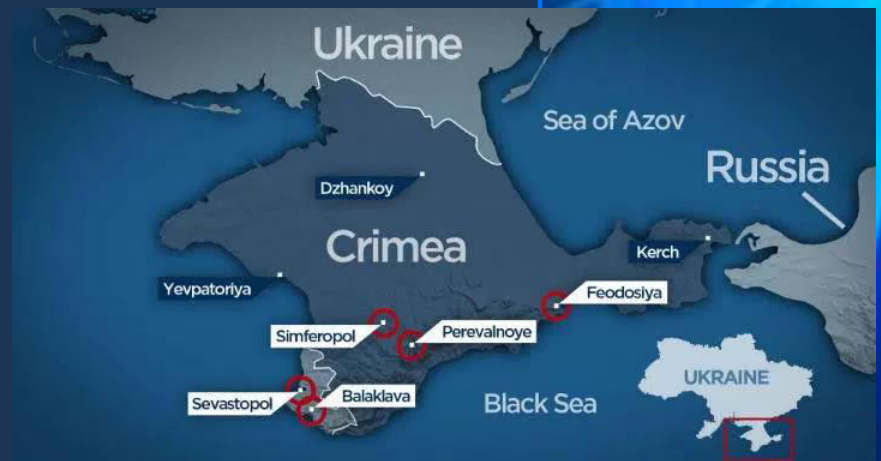 Ukraine
Sea of Azov
Russia
Dzhankoy
Crimea
Kerch
Yevpatoriya
Feodosiya
Simferopol
Perevalnoye
UKRAINE
Sevastopol
Balaklava
Black Sea